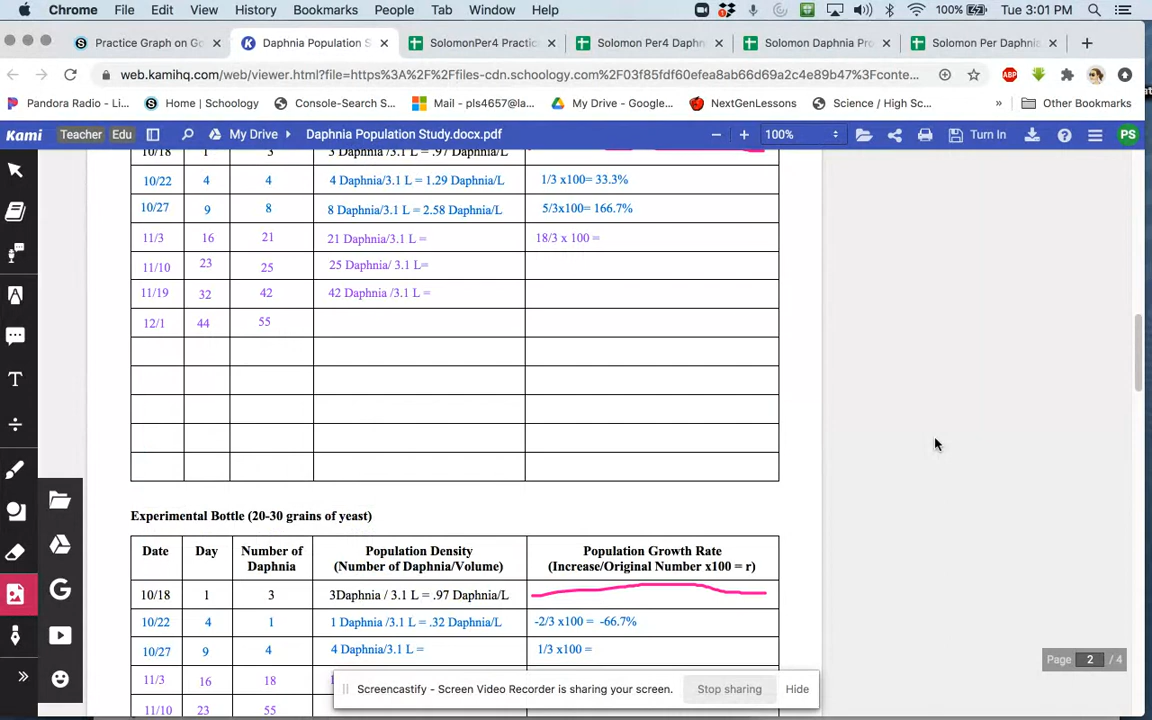 Chrome File Edit View History Bookmarks People Tab Window Help 100% Tue 3:01 PM
Practice Graph on Go Daphnia Population S SolomonPer4 Practic Solomon Per4 Daphn Solomon Daphnia Pro Solomon Per Daphni
web.kamihq.com/web/viewer.html?file=https%3A%2F%2Ffiles-cdn.schoology.com%2F03f85fdf60efea8ab66d69a2c4e89b47%3Fconte...
Pandora Radio - Li... Home | Schoology Console-Search S... Mail - pls4657@la... My Drive - Google... NextGenLessons Science / High Sc... » Other Bookmarks
Kami Teacher Edu My Drive Daphnia Population Study.docx.pdf 100% Turn In PS
10/18 1 3 3 Daphnia /3.1 L = .97 Daphnia/L
10/22 4 4 4 Daphnia/3.1 L = 1.29 Daphnia/L 1/3 x100= 33.3%
10/27 9 8 8 Daphnia/3.1 L = 2.58 Daphnia/L 5/3x100= 166.7%
11/3 16 21 21 Daphnia/3.1 L = 18/3 x 100 =
11/10 23 25 25 Daphnia/ 3.1 L=
11/19 32 42 42 Daphnia /3.1 L =
12/1 44 55
Experimental Bottle (20-30 grains of yeast)
Date Day Number of Daphnia Population Density (Number of Daphnia/Volume) Population Growth Rate (Increase/Original Number x100 = r)
10/18 1 3 3Daphnia / 3.1 L = .97 Daphnia/L
10/22 4 1 1 Daphnia /3.1 L = .32 Daphnia/L -2/3 x100 = -66.7%
10/27 9 4 4 Daphnia/3.1 L = 1/3 x100 =
Page 2 / 4
11/3 16 18
Screencastify - Screen Video Recorder is sharing your screen. Stop sharing Hide
11/10 23 55